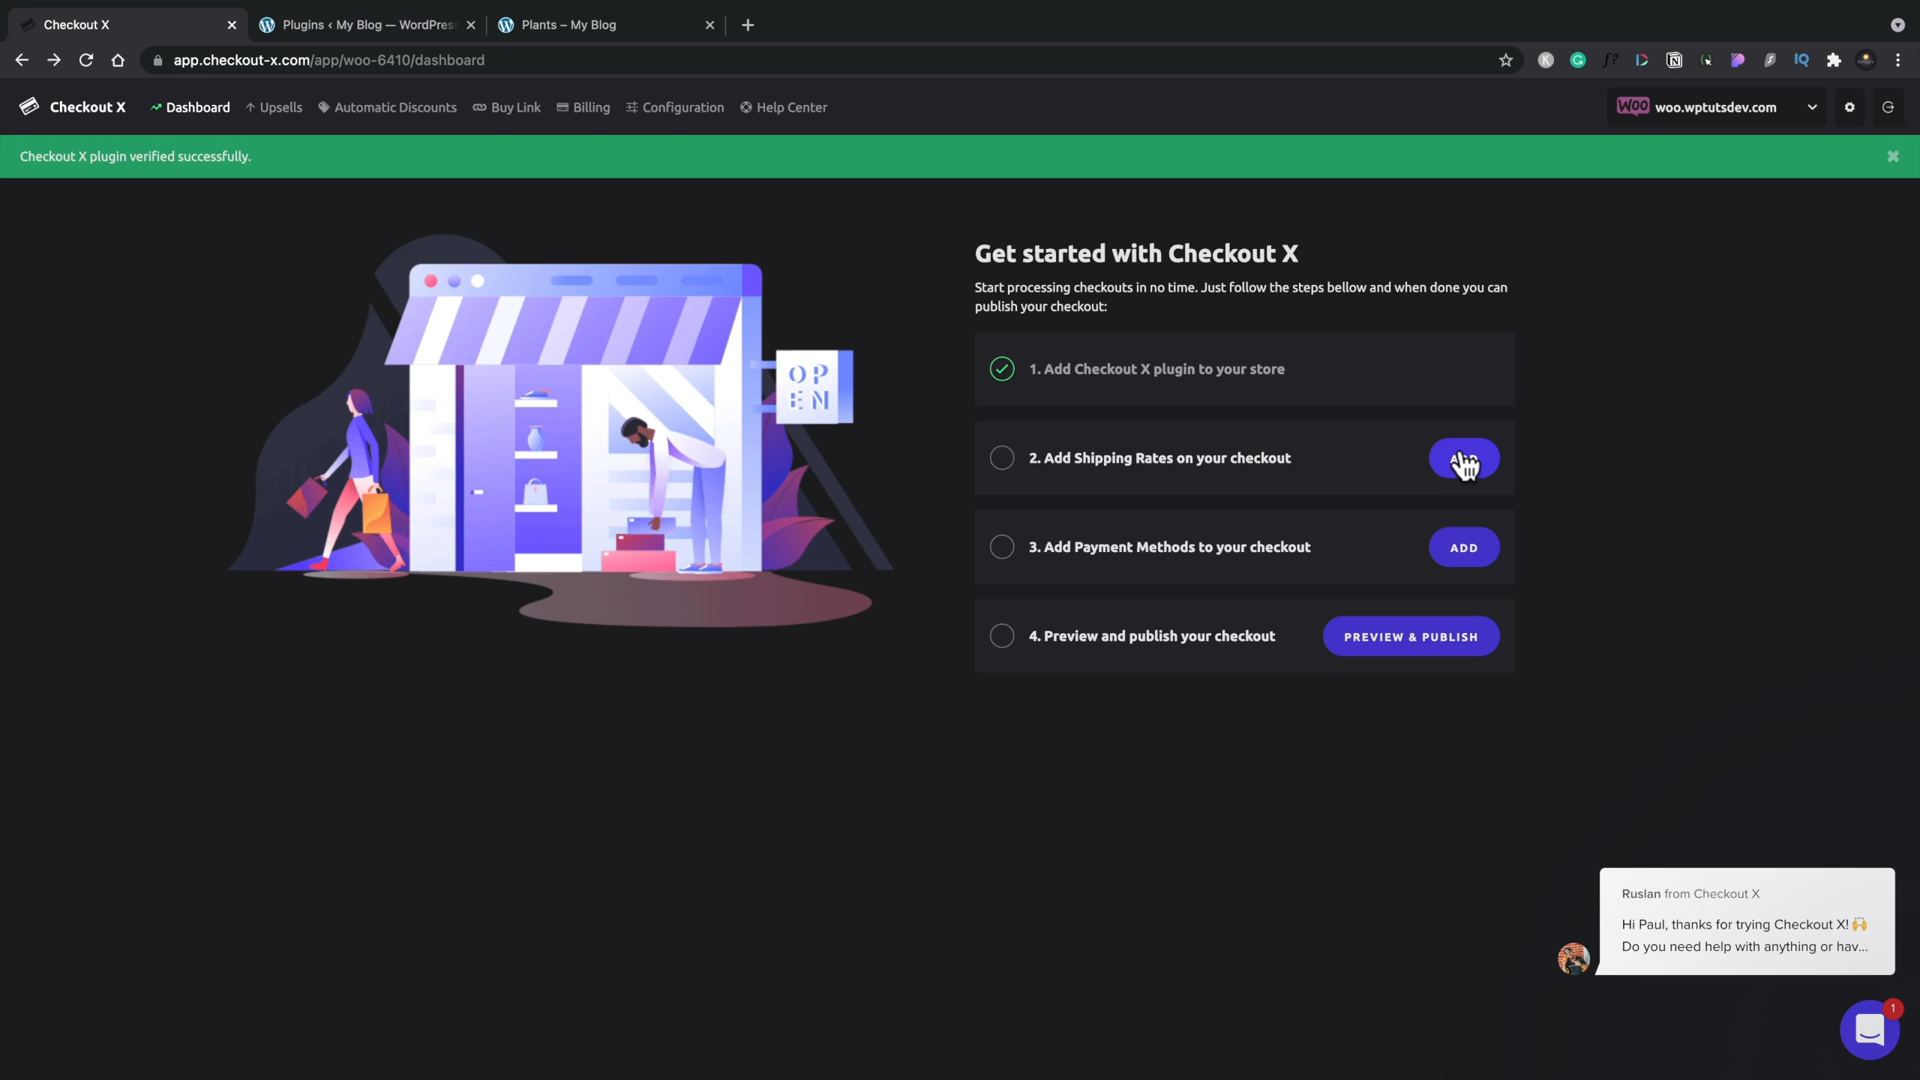 Checkout X
Plugins < My Blog — WordPress
Plants – My Blog
app.checkout-x.com/app/woo-6410/dashboard
Checkout X
Dashboard
Upsells
Automatic Discounts
Buy Link
Billing
Configuration
Help Center
WOO
woo.wptutsdev.com
Checkout X plugin verified successfully.
OP
EN
Get started with Checkout X
Start processing checkouts in no time. Just follow the steps bellow and when done you can
publish your checkout:
1. Add Checkout X plugin to your store
2. Add Shipping Rates on your checkout
3. Add Payment Methods to your checkout
ADD
4. Preview and publish your checkout
PREVIEW & PUBLISH
Ruslan from Checkout X
Hi Paul, thanks for trying Checkout X! 🙌
Do you need help with anything or hav...
1